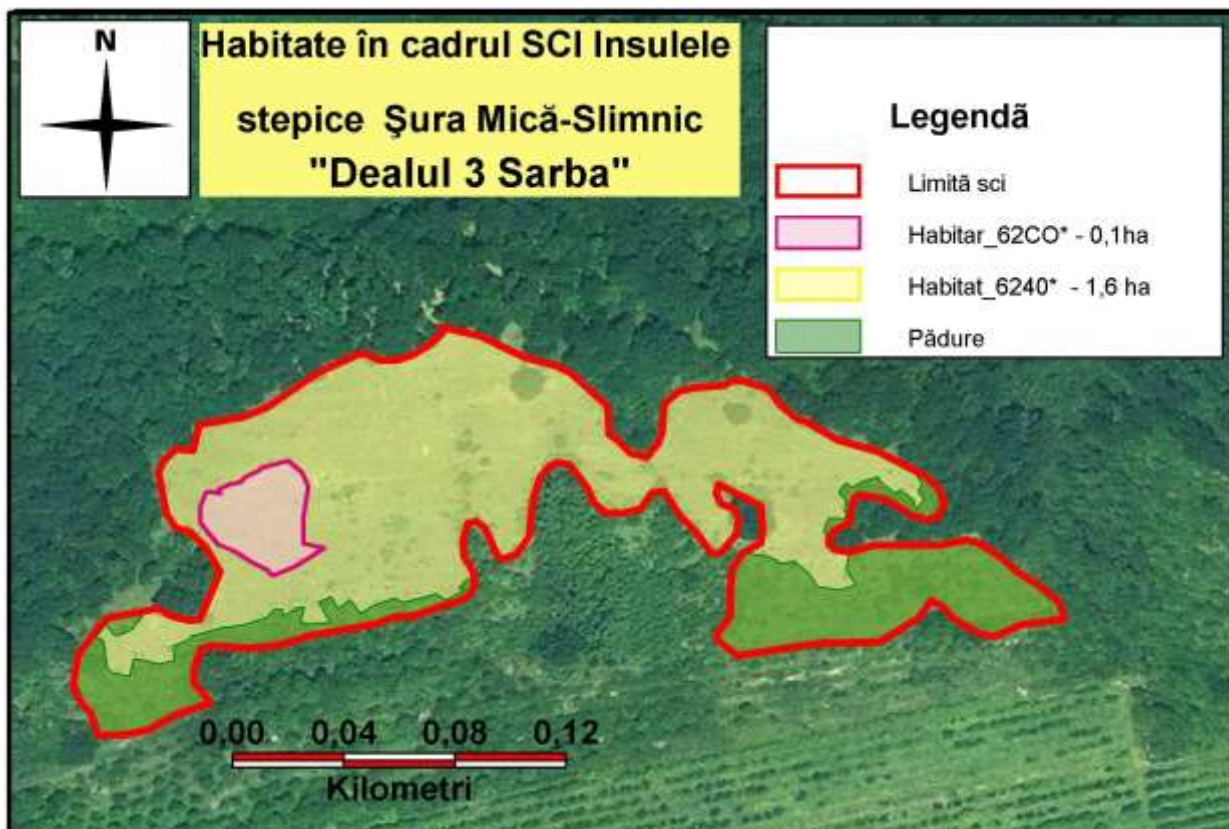 N
Habitate în cadrul SCI Insulele
stepice Şura Mică-Slimnic
"Dealul 3 Sarba"
Legendã
Limită sci
Habitar_62CO* - 0,1ha
Habitat_6240* - 1,6 ha
Pădure
0,00 0,04 0,08 0,12
Kilometri